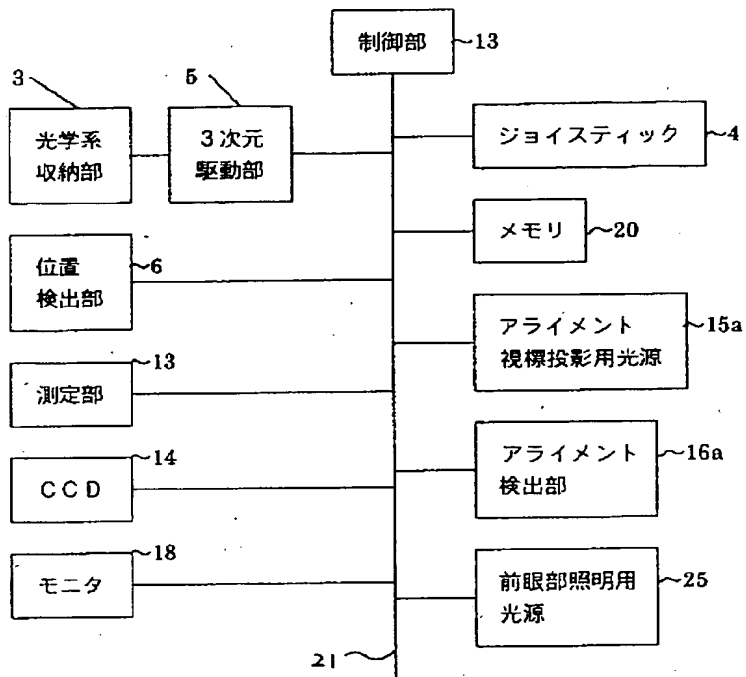 制御部
13
3
光学系
収納部
5
3次元
駆動部
ジョイスティック
4
メモリ
20
位置
検出部
6
アライメント
視標投影用光源
15a
測定部
13
アライメント
検出部
16a
CCD
14
モニタ
18
前眼部照明用
光源
25
21